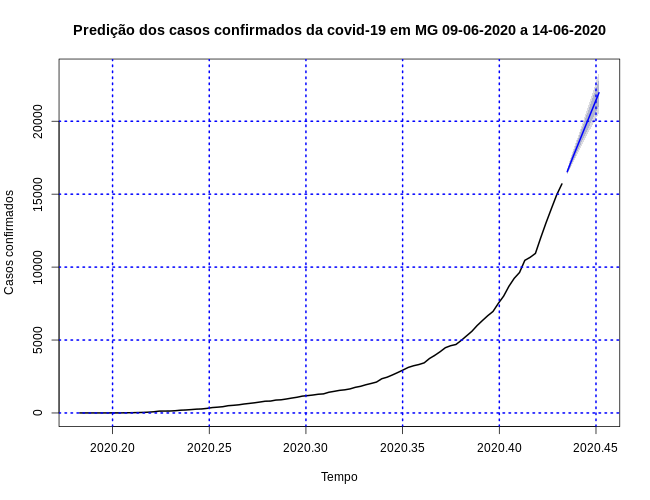 Predição dos casos confirmados da covid-19 em MG 09-06-2020 a 14-06-2020
Casos confirmados
20000
15000
10000
5000
0
2020.20 2020.25 2020.30 2020.35 2020.40 2020.45
Tempo